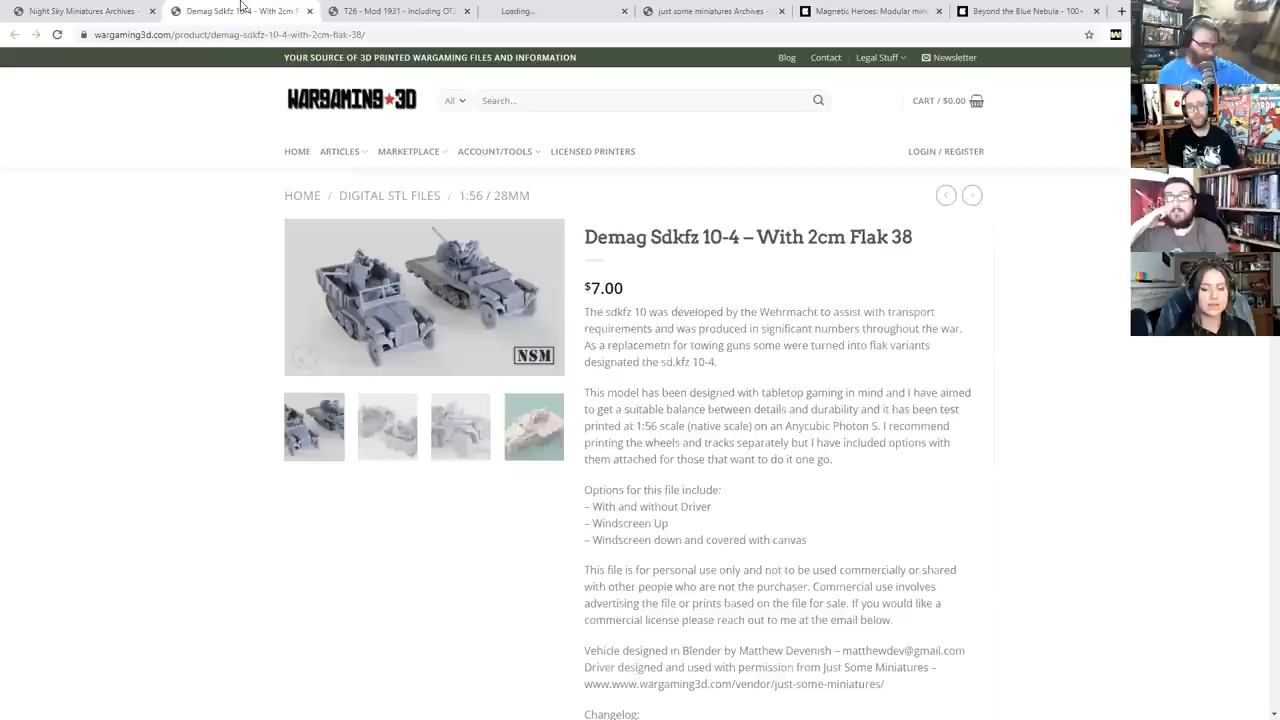 Night Sky Miniatures Archives -
Demag Sdkfz 10-4 - With 2cm F
T26 - Mod 1931 - Including OT
Loading...
just some miniatures Archives -
Magnetic Heroes: Modular mini
Beyond the Blue Nebula - 100+
wargaming3d.com/product/demag-sdkfz-10-4-with-2cm-flak-38/
YOUR SOURCE OF 3D PRINTED WARGAMING FILES AND INFORMATION
Blog
Contact
Legal Stuff
Newsletter
WARGAMING★3D
All
Search...
CART / $0.00
HOME
ARTICLES
MARKETPLACE
ACCOUNT/TOOLS
LICENSED PRINTERS
LOGIN / REGISTER
HOME / DIGITAL STL FILES / 1:56 / 28MM
NSM
Demag Sdkfz 10-4 – With 2cm Flak 38
$7.00
The sdkfz 10 was developed by the Wehrmacht to assist with transport
requirements and was produced in significant numbers throughout the war.
As a replacemetn for towing guns some were turned into flak variants
designated the sd.kfz 10-4.
This model has been designed with tabletop gaming in mind and I have aimed
to get a suitable balance between details and durability and it has been test
printed at 1:56 scale (native scale) on an Anycubic Photon S. I recommend
printing the wheels and tracks separately but I have included options with
them attached for those that want to do it one go.
Options for this file include:
– With and without Driver
– Windscreen Up
– Windscreen down and covered with canvas
This file is for personal use only and not to be used commercially or shared
with other people who are not the purchaser. Commercial use involves
advertising the file or prints based on the file for sale. If you would like a
commercial license please reach out to me at the email below.
Vehicle designed in Blender by Matthew Devenish – matthewdev@gmail.com
Driver designed and used with permission from Just Some Miniatures –
www.www.wargaming3d.com/vendor/just-some-miniatures/
Changelog: